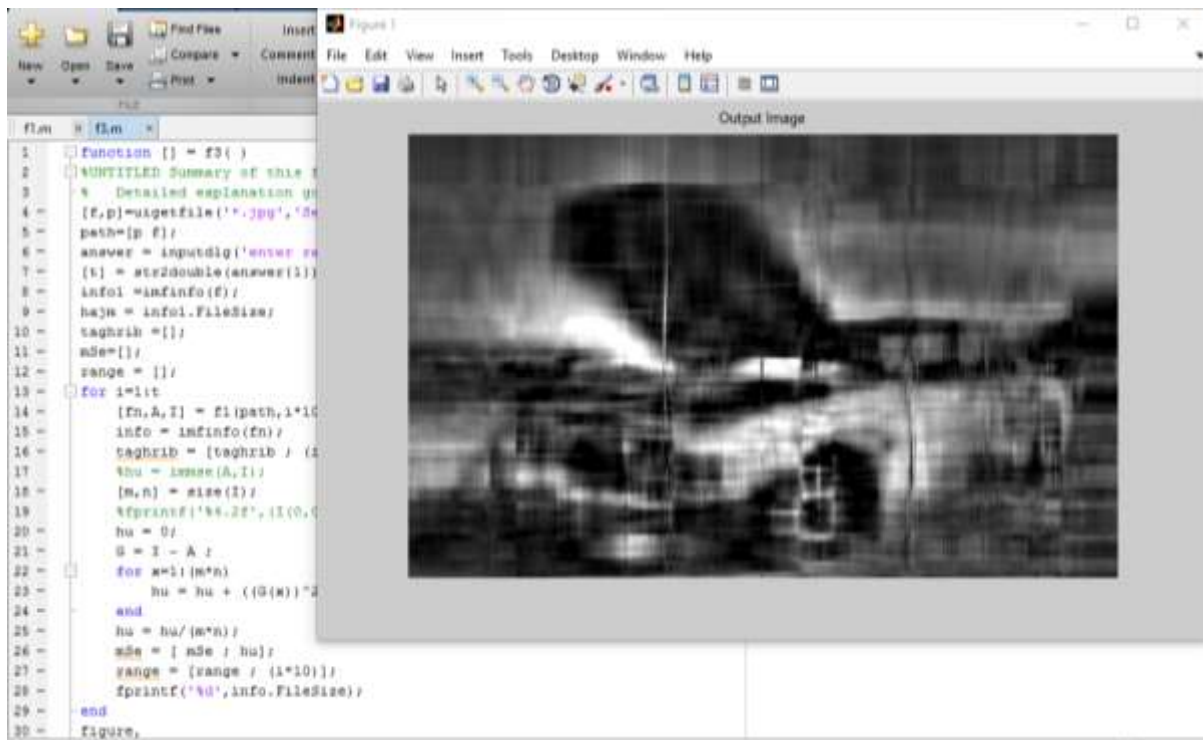 Find Files
Insert
Compare
Comment
Print
Indent
New
Open
Save
FILE
Figure 1
File Edit View Insert Tools Desktop Window Help
Output Image
f1.m
f3.m
1 function [] = f3( )
2 %UNTITLED Summary of this f
3 % Detailed explanation go
4 [f,p]=uigetfile('*.jpg','Se
5 path=[p f];
6 answer = inputdlg('enter ra
7 [t] = str2double(answer(1))
8 info1 =imfinfo(f);
9 hajm = info1.FileSize;
10 taghrib =[];
11 mSe=[];
12 range = [];
13 for i=1:t
14 [fn,A,I] = f1(path,i*10
15 info = imfinfo(fn);
16 taghrib = [taghrib ; (i
17 %hu = immse(A,I);
18 [m,n] = size(I);
19 %fprintf('%4.2f',(I(0,0
20 hu = 0;
21 G = I - A ;
22 for x=1:(m*n)
23 hu = hu + ((G(x))^2
24 end
25 hu = hu/(m*n);
26 mSe = [ mSe ; hu];
27 range = [range ; (i*10)];
28 fprintf('%d',info.FileSize);
29 end
30 figure,